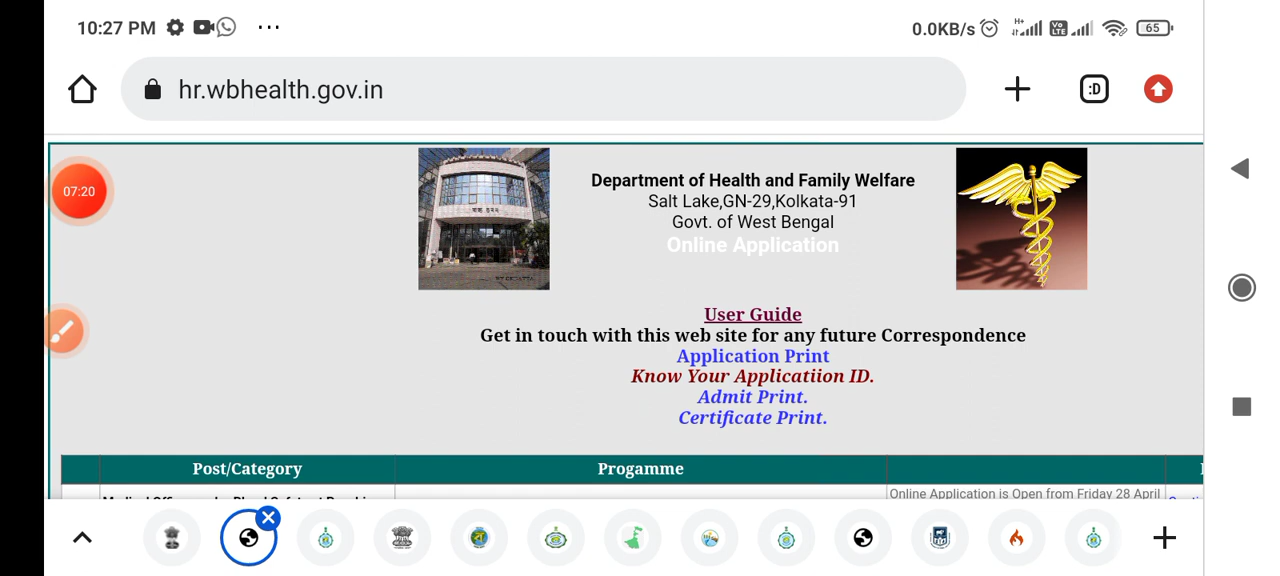 10:27 PM
0.0KB/s
H+
Vo LTE
65
hr.wbhealth.gov.in
:D
07:20
Department of Health and Family Welfare
Salt Lake,GN-29,Kolkata-91
Govt. of West Bengal
Online Application
User Guide
Get in touch with this web site for any future Correspondence
Application Print
Know Your Applicatiion ID.
Admit Print.
Certificate Print.
Post/Category
Progamme
Online Application is Open from Friday 28 April